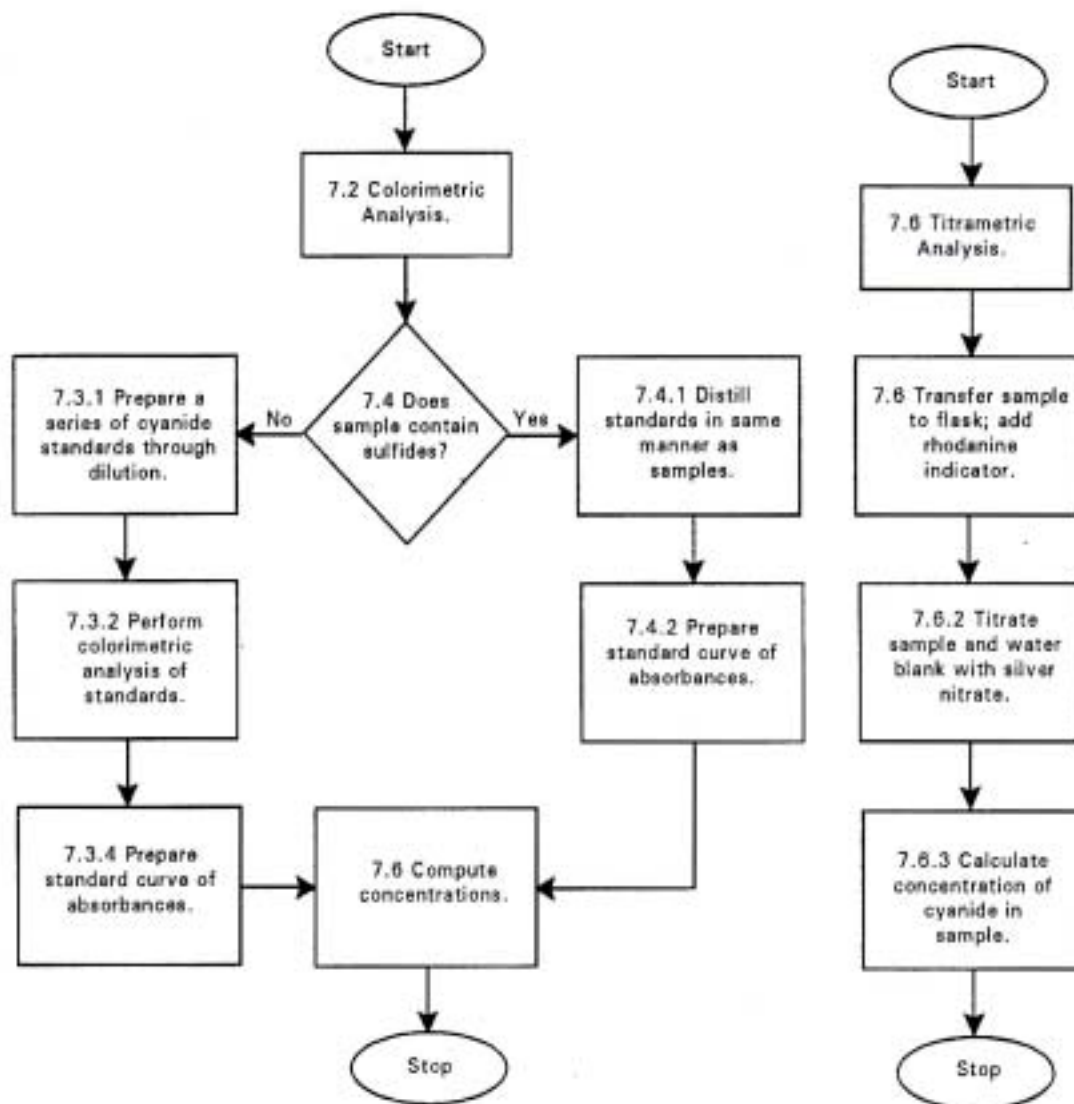 Start
7.2 Colorimetric
Analysis.
7.4 Does
sample contain
sulfides?
No
Yes
7.3.1 Prepare a
series of cyanide
standards through
dilution.
7.3.2 Perform
colorimetric
analysis of
standards.
7.3.4 Prepare
standard curve of
absorbances.
7.4.1 Distill
standards in same
manner as
samples.
7.4.2 Prepare
standard curve of
absorbances.
7.6 Compute
concentrations.
Stop
Start
7.6 Titrametric
Analysis.
7.6 Transfer sample
to flask; add
rhodanine
indicator.
7.6.2 Titrate
sample and water
blank with silver
nitrate.
7.6.3 Calculate
concentration of
cyanide in
sample.
Stop